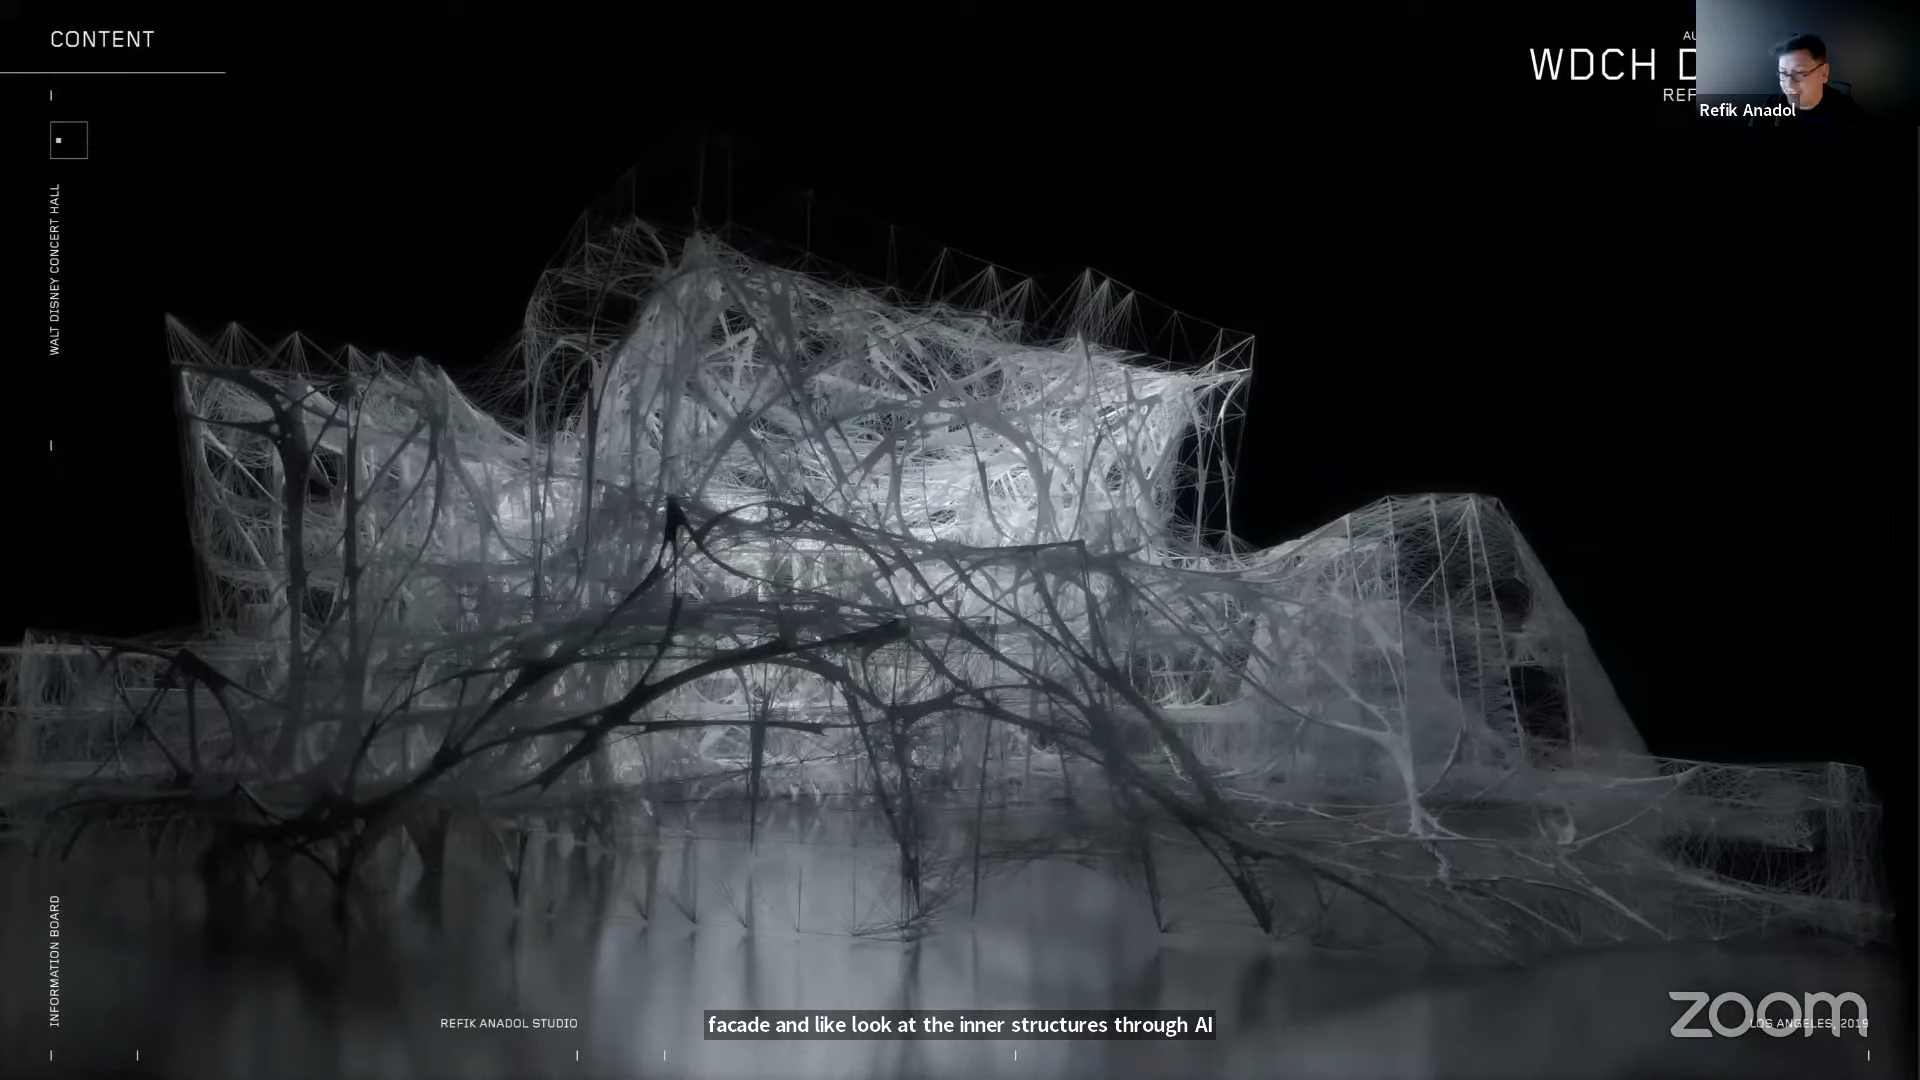 CONTENT
WDCH
Refik Anadol
WALT DISNEY CONCERT HALL
INFORMATION BOARD
REFIK ANADOL STUDIO
facade and like look at the inner structures through AI
zoom
LOS ANGELES, 2019